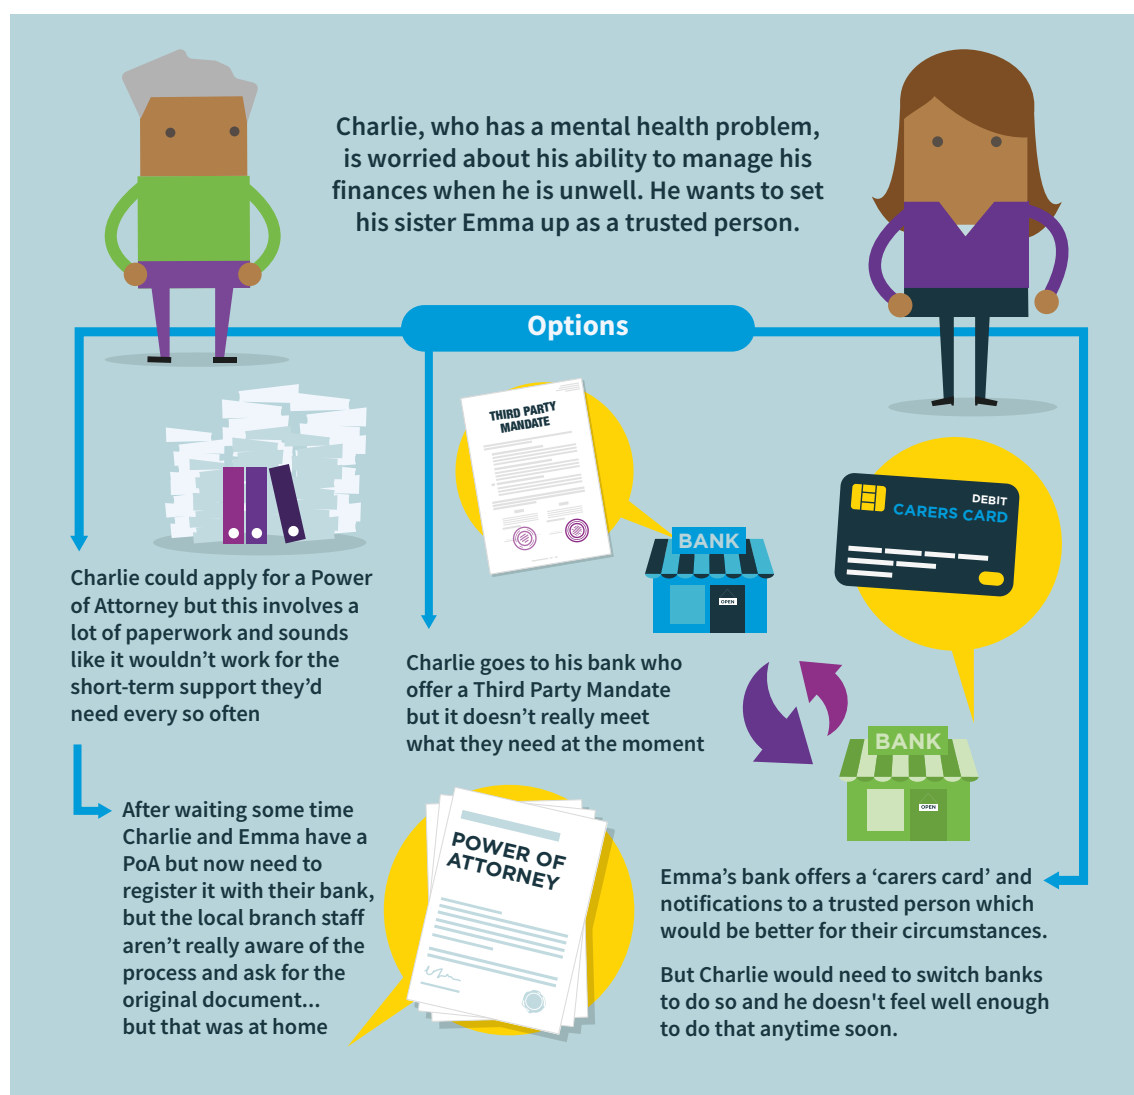 Charlie, who has a mental health problem,
is worried about his ability to manage his
finances when he is unwell. He wants to set
his sister Emma up as a trusted person.
Options
THIRD PARTY
MANDATE
BANK
OPEN
DEBIT
CARERS CARD
Charlie could apply for a Power
of Attorney but this involves a
lot of paperwork and sounds
like it wouldn’t work for the
short-term support they’d
need every so often
Charlie goes to his bank who
offer a Third Party Mandate
but it doesn’t really meet
what they need at the moment
BANK
OPEN
After waiting some time
Charlie and Emma have a
PoA but now need to
register it with their bank,
but the local branch staff
aren’t really aware of the
process and ask for the
original document...
but that was at home
POWER OF
ATTORNEY
Emma’s bank offers a ‘carers card’ and
notifications to a trusted person which
would be better for their circumstances.
But Charlie would need to switch banks
to do so and he doesn't feel well enough
to do that anytime soon.